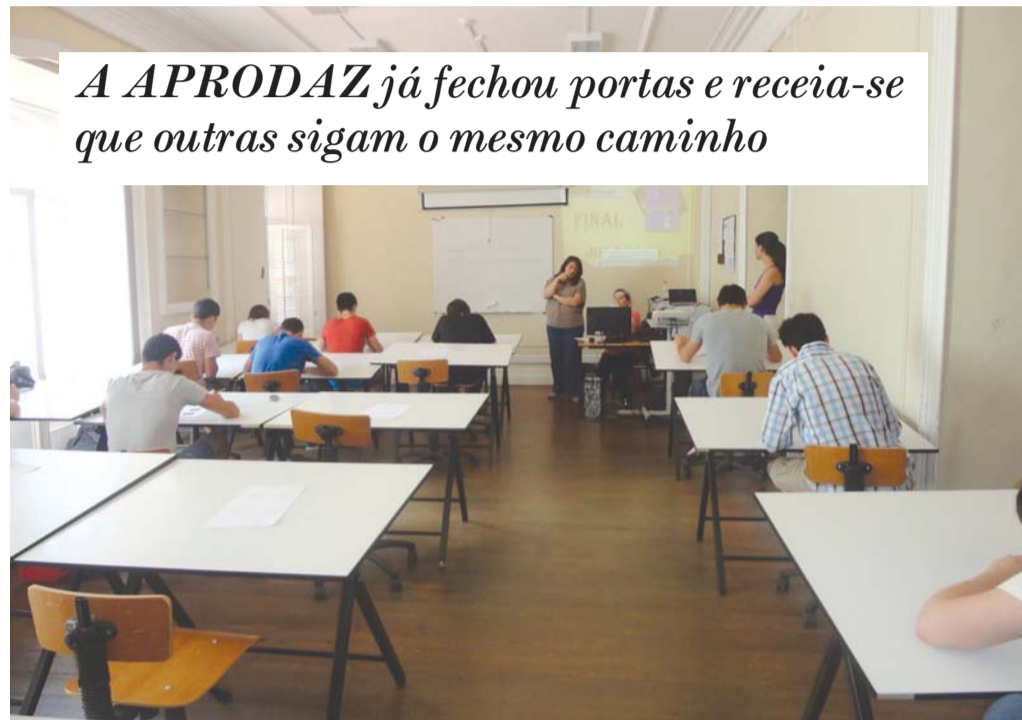 A APRODAZ já fechou portas e receia-se
que outras sigam o mesmo caminho
FINAL